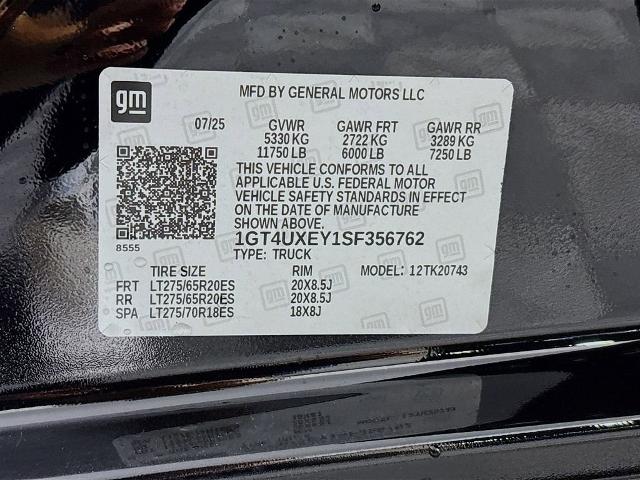 gm
MFD BY GENERAL MOTORS LLC
07/25 GVWR GAWR FRT GAWR RR
5330 KG 2722 KG 3289 KG
11750 LB 6000 LB 7250 LB
THIS VEHICLE CONFORMS TO ALL
APPLICABLE U.S. FEDERAL MOTOR
VEHICLE SAFETY STANDARDS IN EFFECT
ON THE DATE OF MANUFACTURE
SHOWN ABOVE.
8555
1GT4UXEY1SF356762
TYPE: TRUCK
TIRE SIZE RIM MODEL: 12TK20743
FRT LT275/65R20ES 20X8.5J
RR LT275/65R20ES 20X8.5J
SPA LT275/70R18ES 18X8J